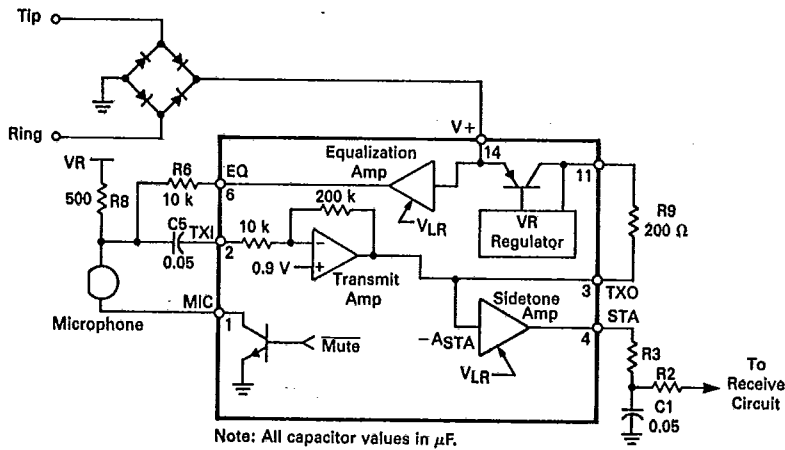 Tip
Ring
V+
14
VR
500
R8
R6
10 k
EQ
6
Equalization
Amp
VLR
11
VR
Regulator
R9
200 Ω
C5
0.05
TXI
2
10 k
200 k
−
+
0.9 V
Transmit
Amp
3
TXO
Microphone
MIC
1
Mute
Sidetone
Amp
−ASTA
VLR
STA
4
R3
R2
C1
0.05
To
Receive
Circuit
Note: All capacitor values in μF.